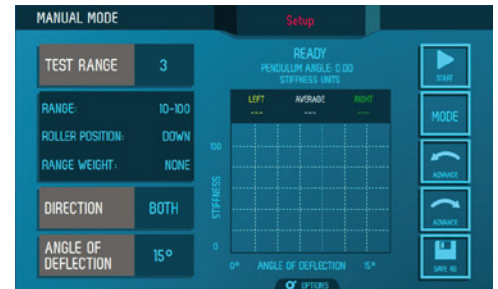 MANUAL MODE
Setup
TEST RANGE 3
READY
PENDULUM ANGLE: 0.00
STIFFNESS UNITS
START
RANGE: 10-100
ROLLER POSITION: DOWN
RANGE WEIGHT: NONE
LEFT AVERAGE RIGHT
--- --- ---
MODE
100
STIFFNESS
0
ADVANCE
DIRECTION BOTH
ADVANCE
ANGLE OF DEFLECTION 15°
0° ANGLE OF DEFLECTION 15°
SAVE AS
OPTIONS